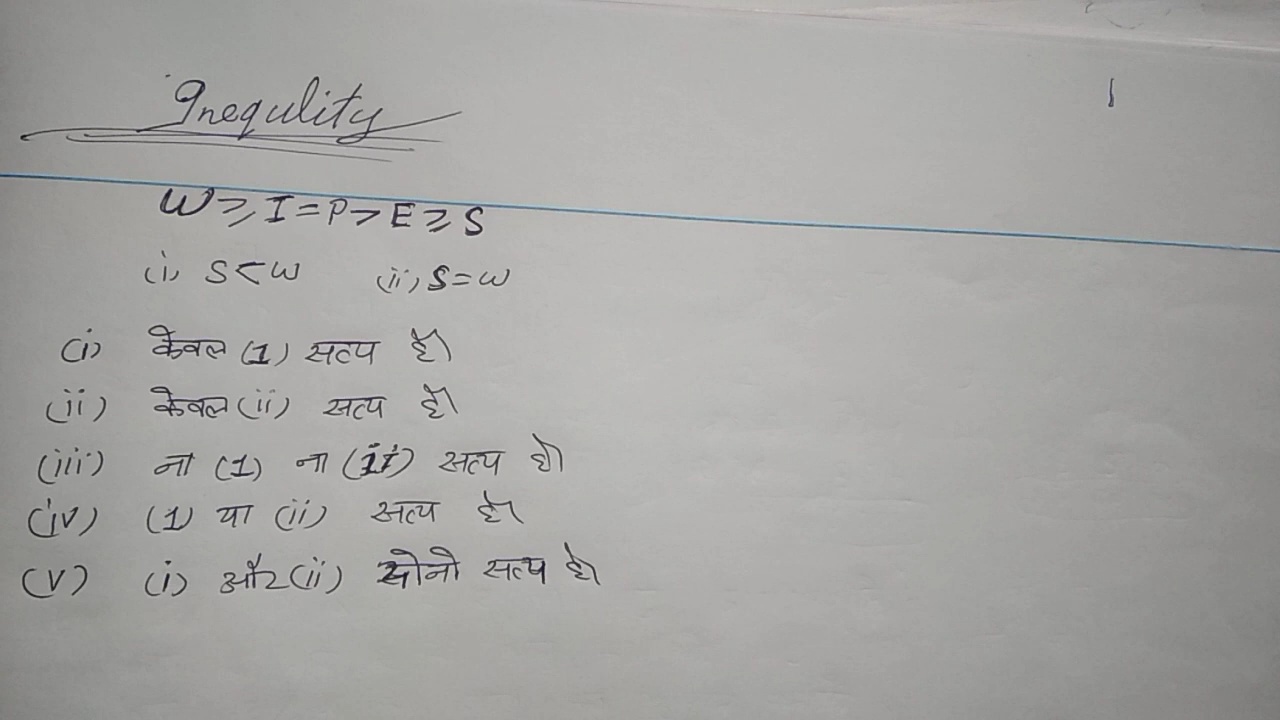 Inequlity
W ≥ I = P > E ≥ S
(i) S < W (ii) S = W
(i) केवल (1) सत्य है।
(ii) केवल (ii) सत्य है।
(iii) ना (1) ना (ii) सत्य है।
(iv) (1) या (ii) सत्य है।
(v) (i) और (ii) दोनो सत्य है।